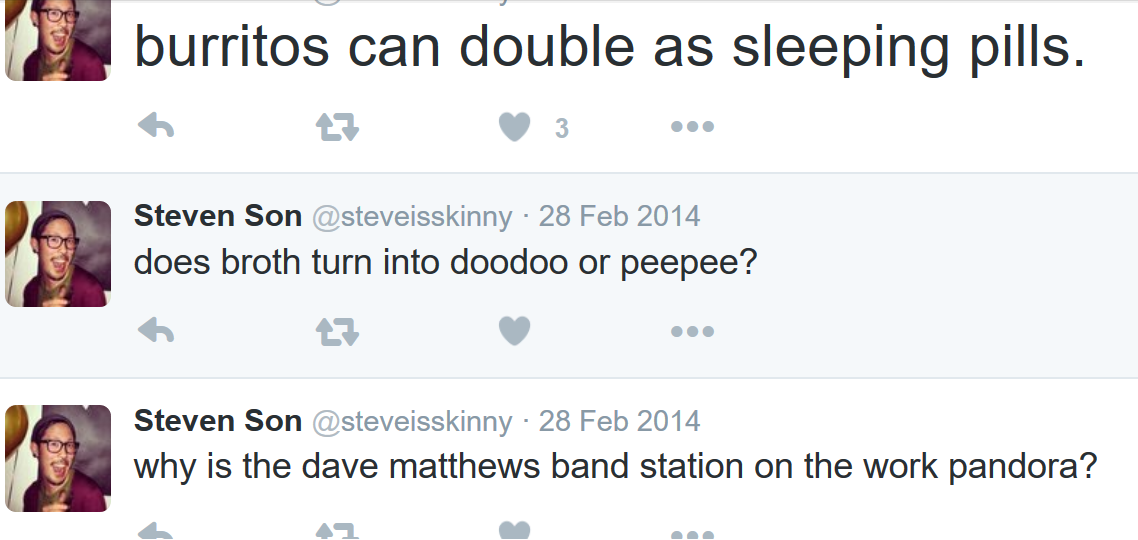 burritos can double as sleeping pills.
3
Steven Son @steveisskinny · 28 Feb 2014
does broth turn into doodoo or peepee?
Steven Son @steveisskinny · 28 Feb 2014
why is the dave matthews band station on the work pandora?